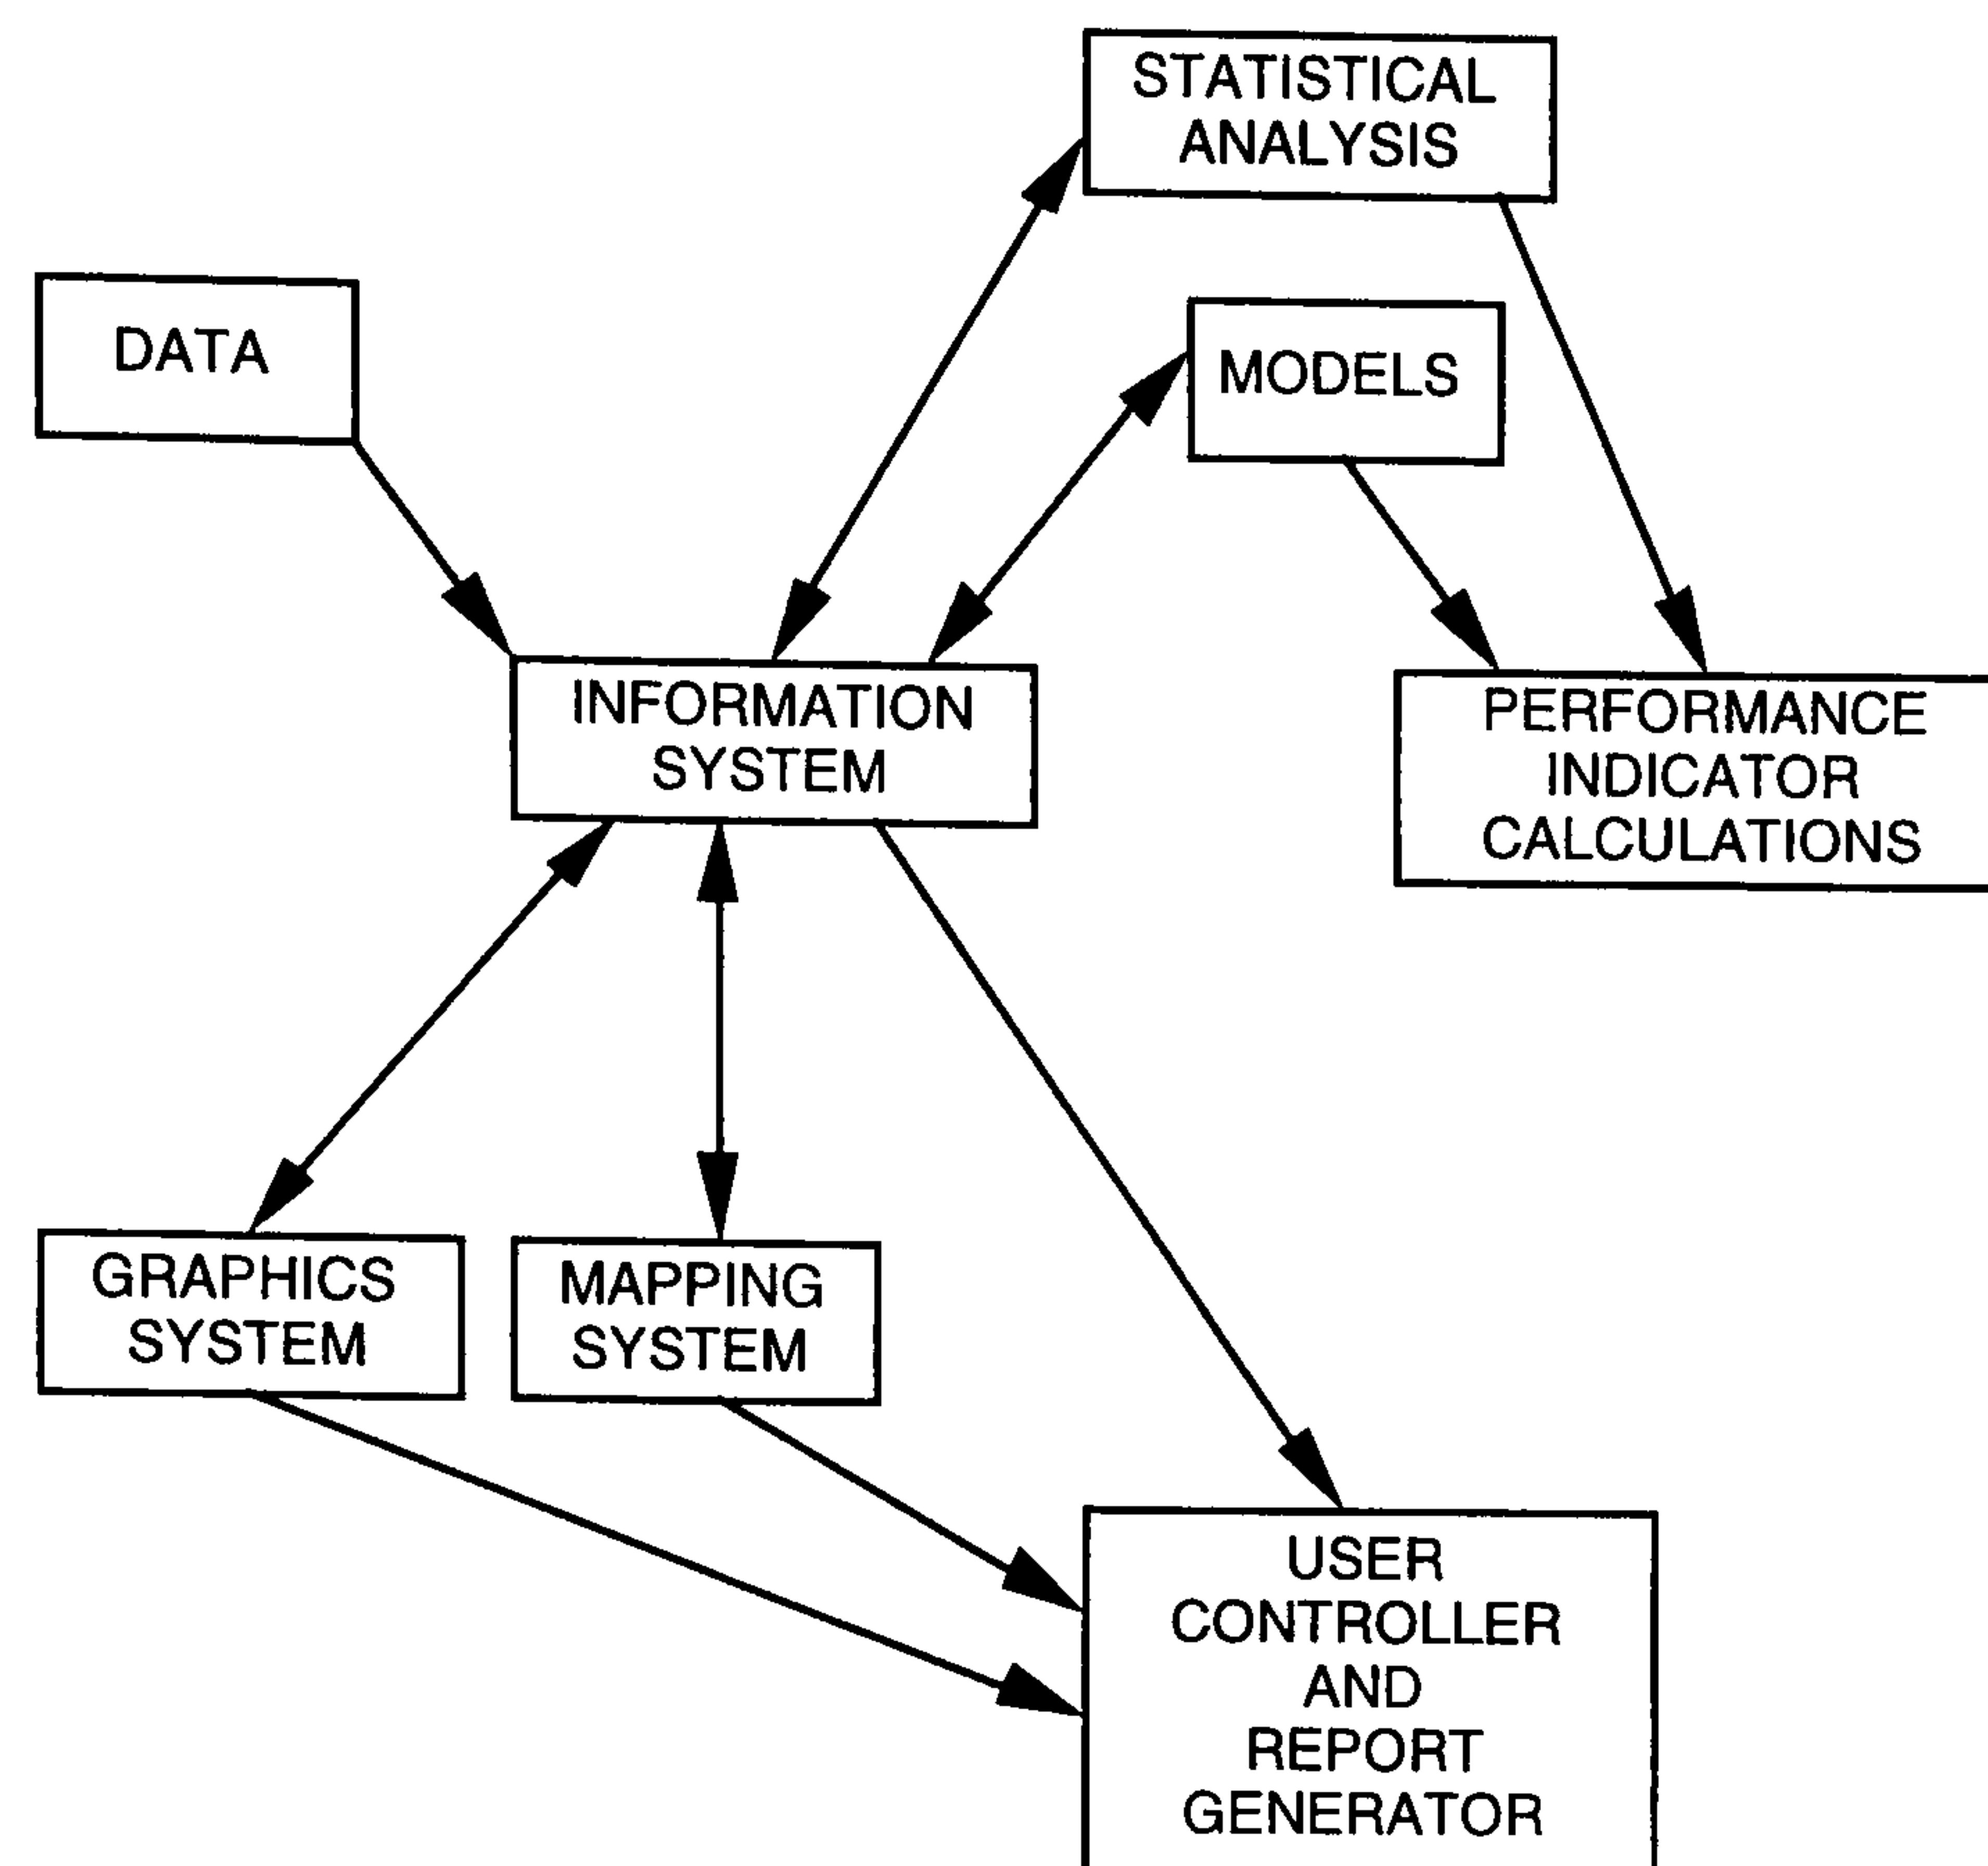 STATISTICAL
ANALYSIS
DATA
MODELS
INFORMATION
SYSTEM
PERFORMANCE
INDICATOR
CALCULATIONS
GRAPHICS
SYSTEM
MAPPING
SYSTEM
USER
CONTROLLER
AND
REPORT
GENERATOR